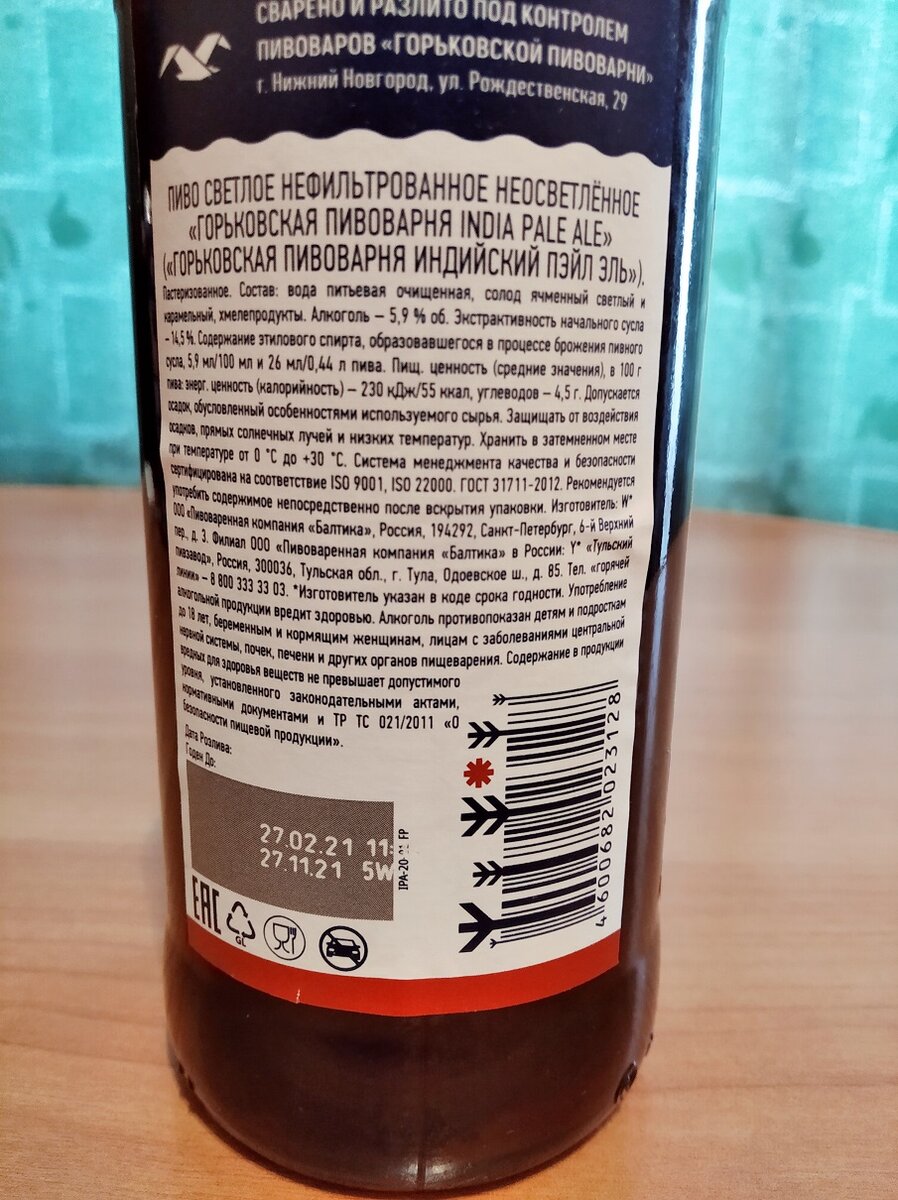 СВАРЕНО И РАЗЛИТО ПОД КОНТРОЛЕМ
ПИВОВАРОВ «ГОРЬКОВСКОЙ ПИВОВАРНИ»
г. Нижний Новгород, ул. Рождественская, 29
ПИВО СВЕТЛОЕ НЕФИЛЬТРОВАННОЕ НЕОСВЕТЛЁННОЕ
«ГОРЬКОВСКАЯ ПИВОВАРНЯ INDIA PALE ALE»
(«ГОРЬКОВСКАЯ ПИВОВАРНЯ ИНДИЙСКИЙ ПЭЙЛ ЭЛЬ»).
Пастеризованное. Состав: вода питьевая очищенная, солод ячменный светлый и
карамельный, хмелепродукты. Алкоголь – 5,9 % об. Экстрактивность начального сусла
– 14,5 %. Содержание этилового спирта, образовавшегося в процессе брожения пивного
сусла, 5,9 мл/100 мл и 26 мл/0,44 л пива. Пищ. ценность (средние значения), в 100 г
пива: энерг. ценность (калорийность) – 230 кДж/55 ккал, углеводов – 4,5 г. Допускается
осадок, обусловленный особенностями используемого сырья. Защищать от воздействия
осадков, прямых солнечных лучей и низких температур. Хранить в затемненном месте
при температуре от 0 °С до +30 °С. Система менеджмента качества и безопасности
сертифицирована на соответствие ISO 9001, ISO 22000. ГОСТ 31711-2012. Рекомендуется
употребить содержимое непосредственно после вскрытия упаковки. Изготовитель: W*
ООО «Пивоваренная компания «Балтика», Россия, 194292, Санкт-Петербург, 6-й Верхний
пер., д. 3. Филиал ООО «Пивоваренная компания «Балтика» в России: Y* «Тульский
пивзавод», Россия, 300036, Тульская обл., г. Тула, Одоевское ш., д. 85. Тел. «горячей
линии» – 8 800 333 33 03. *Изготовитель указан в коде срока годности. Употребление
алкогольной продукции вредит здоровью. Алкоголь противопоказан детям и подросткам
до 18 лет, беременным и кормящим женщинам, лицам с заболеваниями центральной
нервной системы, почек, печени и других органов пищеварения. Содержание в продукции
вредных для здоровья веществ не превышает допустимого
уровня, установленного законодательными актами,
нормативными документами и ТР ТС 021/2011 «О
безопасности пищевой продукции».
Дата Розлива:
Годен До:
27.02.21 11:
27.11.21 5W
FP
EAC
GL
4 600682 023128